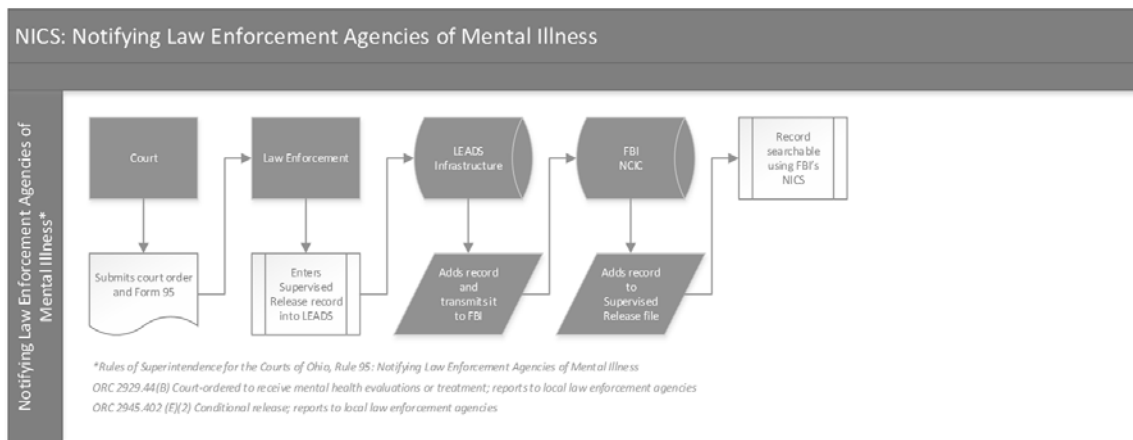 NICS: Notifying Law Enforcement Agencies of Mental Illness
Notifying Law Enforcement Agencies of
Mental Illness*
Court
Law Enforcement
LEADS
Infrastructure
FBI
NCIC
Record
searchable
using FBI's
NICS
Submits court order
and Form 95
Enters
Supervised
Release record
into LEADS
Adds record
and
transmits it
to FBI
Adds record
to
Supervised
Release file
*Rules of Superintendence for the Courts of Ohio, Rule 95: Notifying Law Enforcement Agencies of Mental Illness
ORC 2929.44(B) Court-ordered to receive mental health evaluations or treatment; reports to local law enforcement agencies
ORC 2945.402 (E)(2) Conditional release; reports to local law enforcement agencies